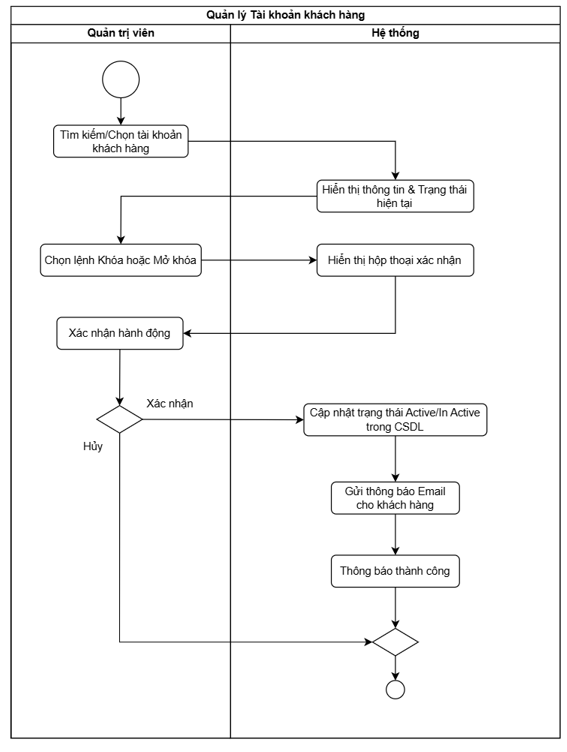 Quản lý Tài khoản khách hàng
Quản trị viên
Hệ thống
Tìm kiếm/Chọn tài khoản
khách hàng
Hiển thị thông tin & Trạng thái
hiện tại
Chọn lệnh Khóa hoặc Mở khóa
Hiển thị hộp thoại xác nhận
Xác nhận hành động
Xác nhận
Hủy
Cập nhật trạng thái Active/In Active
trong CSDL
Gửi thông báo Email
cho khách hàng
Thông báo thành công